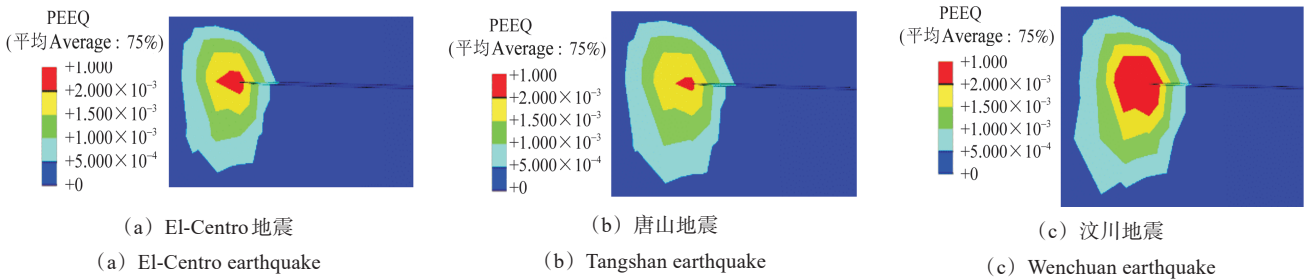 PEEQ
(平均Average：75%)
+1.000
+2.000×10⁻³
+1.500×10⁻³
+1.000×10⁻³
+5.000×10⁻⁴
+0
(a) El-Centro地震
(a) El-Centro earthquake
PEEQ
(平均Average：75%)
+1.000
+2.000×10⁻³
+1.500×10⁻³
+1.000×10⁻³
+5.000×10⁻⁴
+0
(b) 唐山地震
(b) Tangshan earthquake
PEEQ
(平均Average：75%)
+1.000
+2.000×10⁻³
+1.500×10⁻³
+1.000×10⁻³
+5.000×10⁻⁴
+0
(c) 汶川地震
(c) Wenchuan earthquake